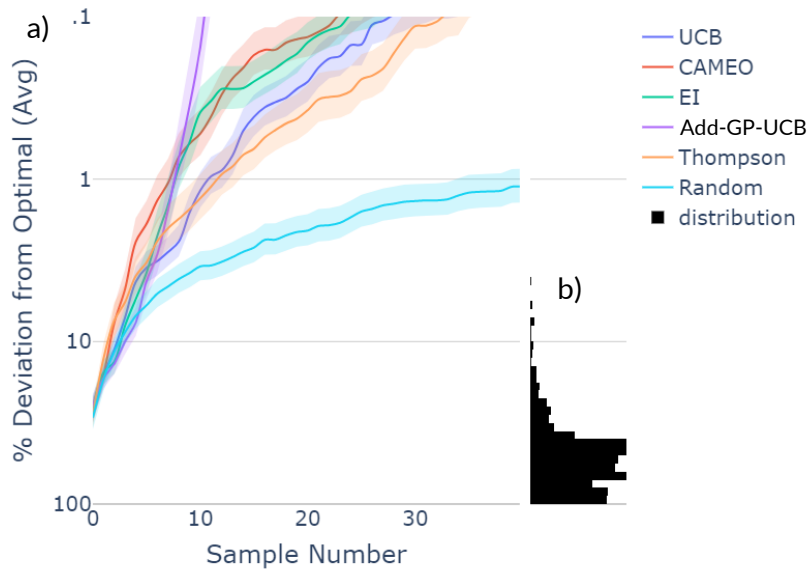 a)
.1
1
10
100
% Deviation from Optimal (Avg)
0
10
20
30
Sample Number
b)
UCB
CAMEO
EI
Add-GP-UCB
Thompson
Random
distribution